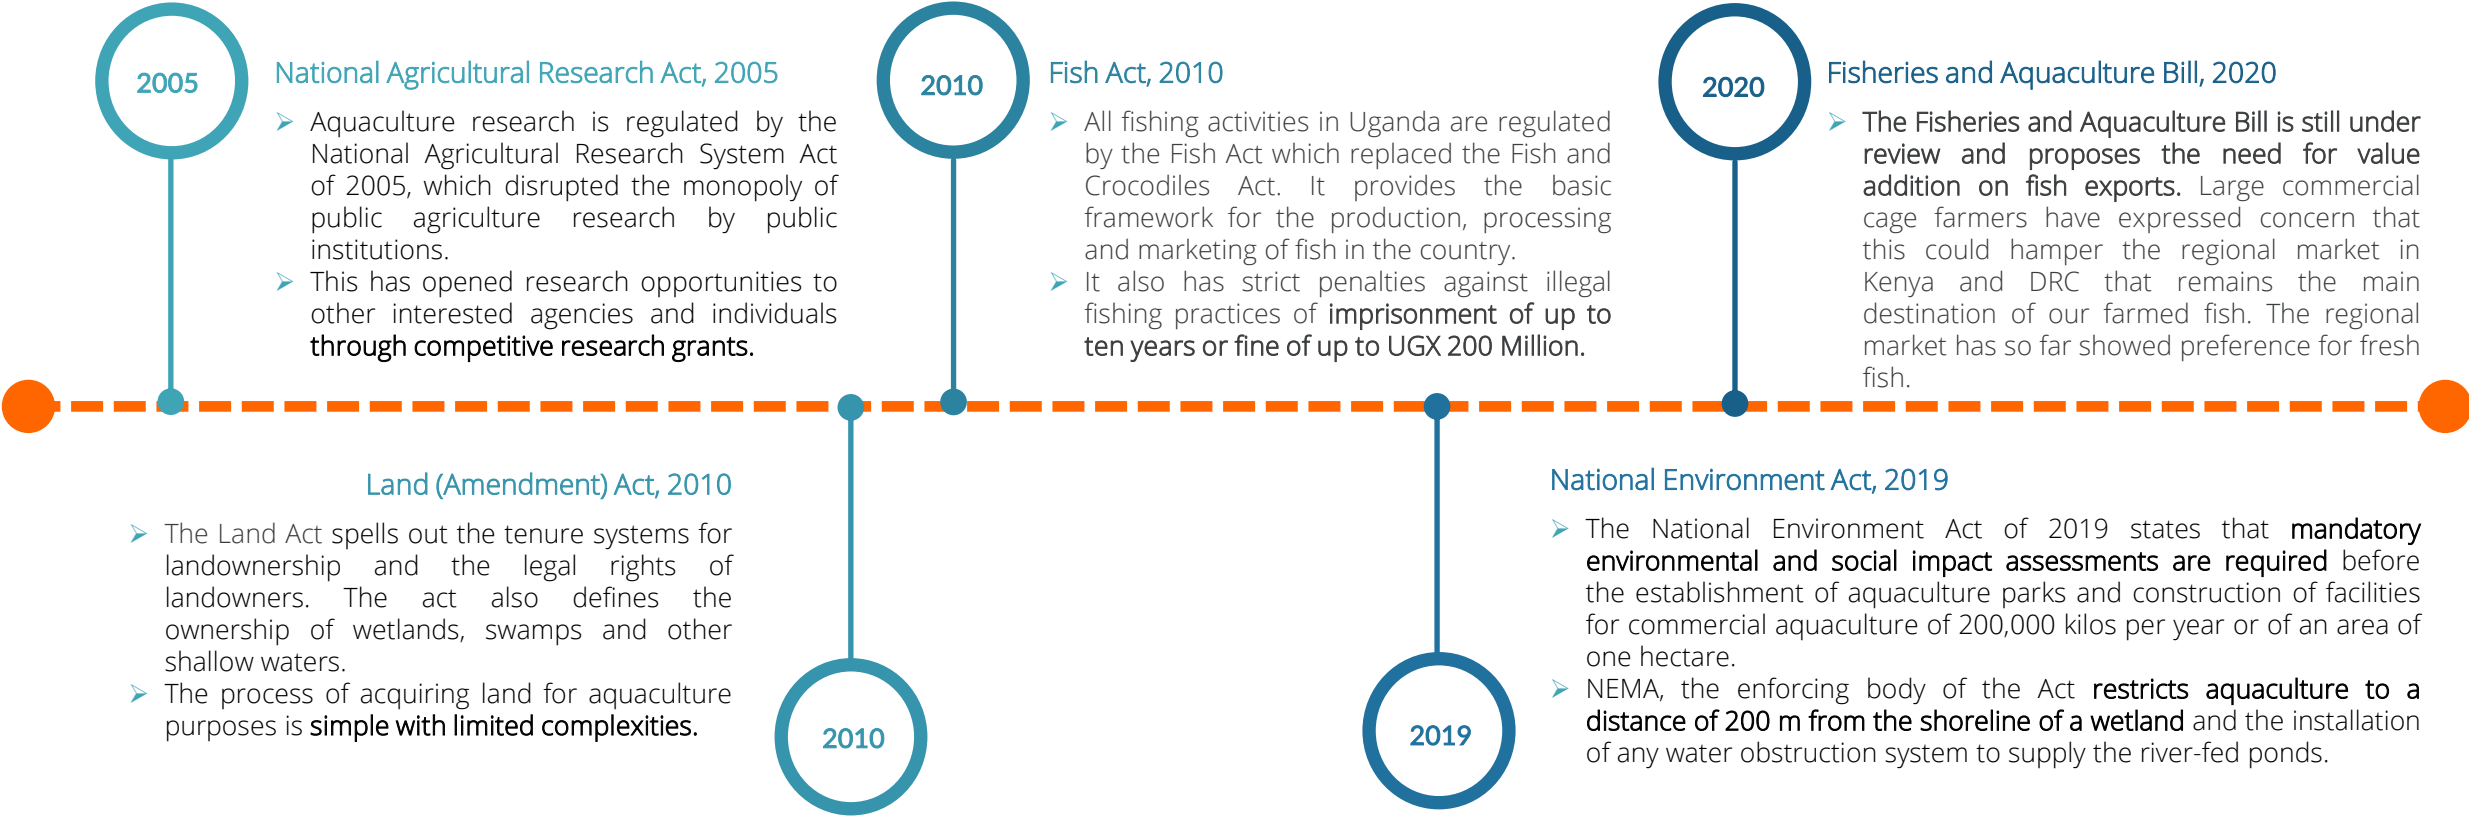 2005
National Agricultural Research Act, 2005
➢ Aquaculture research is regulated by the
National Agricultural Research System Act
of 2005, which disrupted the monopoly of
public agriculture research by public
institutions.
➢ This has opened research opportunities to
other interested agencies and individuals
through competitive research grants.
2010
Fish Act, 2010
➢ All fishing activities in Uganda are regulated
by the Fish Act which replaced the Fish and
Crocodiles Act. It provides the basic
framework for the production, processing
and marketing of fish in the country.
➢ It also has strict penalties against illegal
fishing practices of imprisonment of up to
ten years or fine of up to UGX 200 Million.
2020
Fisheries and Aquaculture Bill, 2020
➢ The Fisheries and Aquaculture Bill is still under
review and proposes the need for value
addition on fish exports. Large commercial
cage farmers have expressed concern that
this could hamper the regional market in
Kenya and DRC that remains the main
destination of our farmed fish. The regional
market has so far showed preference for fresh
fish.
Land (Amendment) Act, 2010
➢ The Land Act spells out the tenure systems for
landownership and the legal rights of
landowners. The act also defines the
ownership of wetlands, swamps and other
shallow waters.
➢ The process of acquiring land for aquaculture
purposes is simple with limited complexities.
2010
National Environment Act, 2019
➢ The National Environment Act of 2019 states that mandatory
environmental and social impact assessments are required before
the establishment of aquaculture parks and construction of facilities
for commercial aquaculture of 200,000 kilos per year or of an area of
one hectare.
➢ NEMA, the enforcing body of the Act restricts aquaculture to a
distance of 200 m from the shoreline of a wetland and the installation
of any water obstruction system to supply the river-fed ponds.
2019